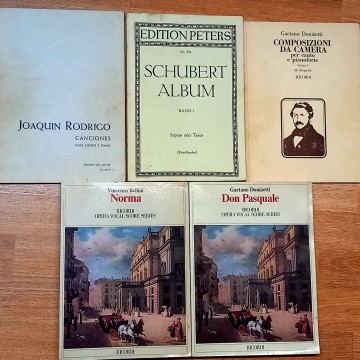 JOAQUIN RODRIGO
CANCIONES
PARA CANTO Y PIANO
EDITION PETERS
SCHUBERT
ALBUM
BAND I
Sopran oder Tenor
Gaetano Donizetti
COMPOSIZIONI
DA CAMERA
per canto
e pianoforte
RICORDI
Vincenzo Bellini
Norma
RICORDI
OPERA VOCAL SCORE SERIES
RICORDI
Gaetano Donizetti
Don Pasquale
RICORDI
OPERA VOCAL SCORE SERIES
RICORDI